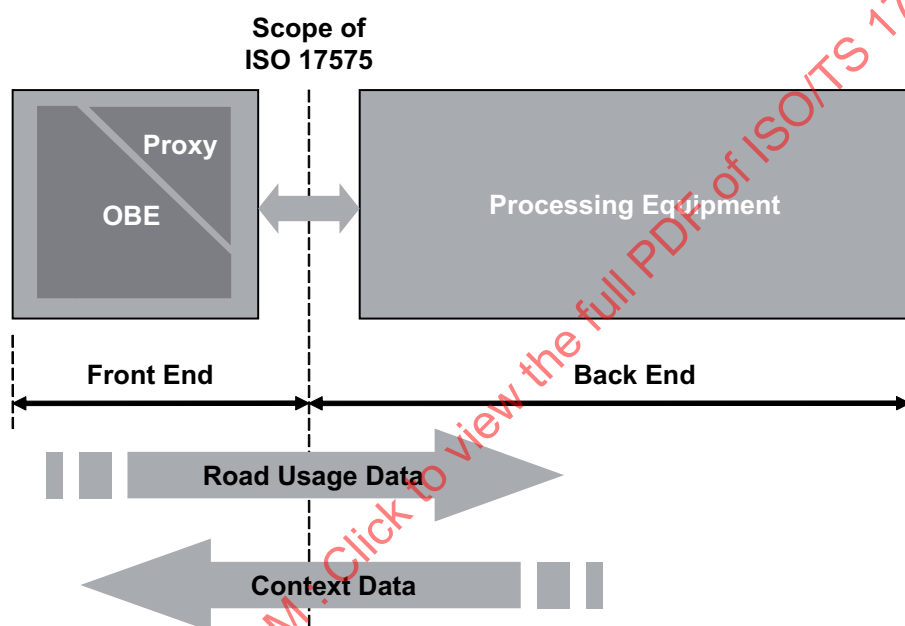 Scope of
ISO 17575
Proxy
OBE
Processing Equipment
Front End
Back End
Road Usage Data
Context Data
M : Click to view the full PDF of ISO/TS 17